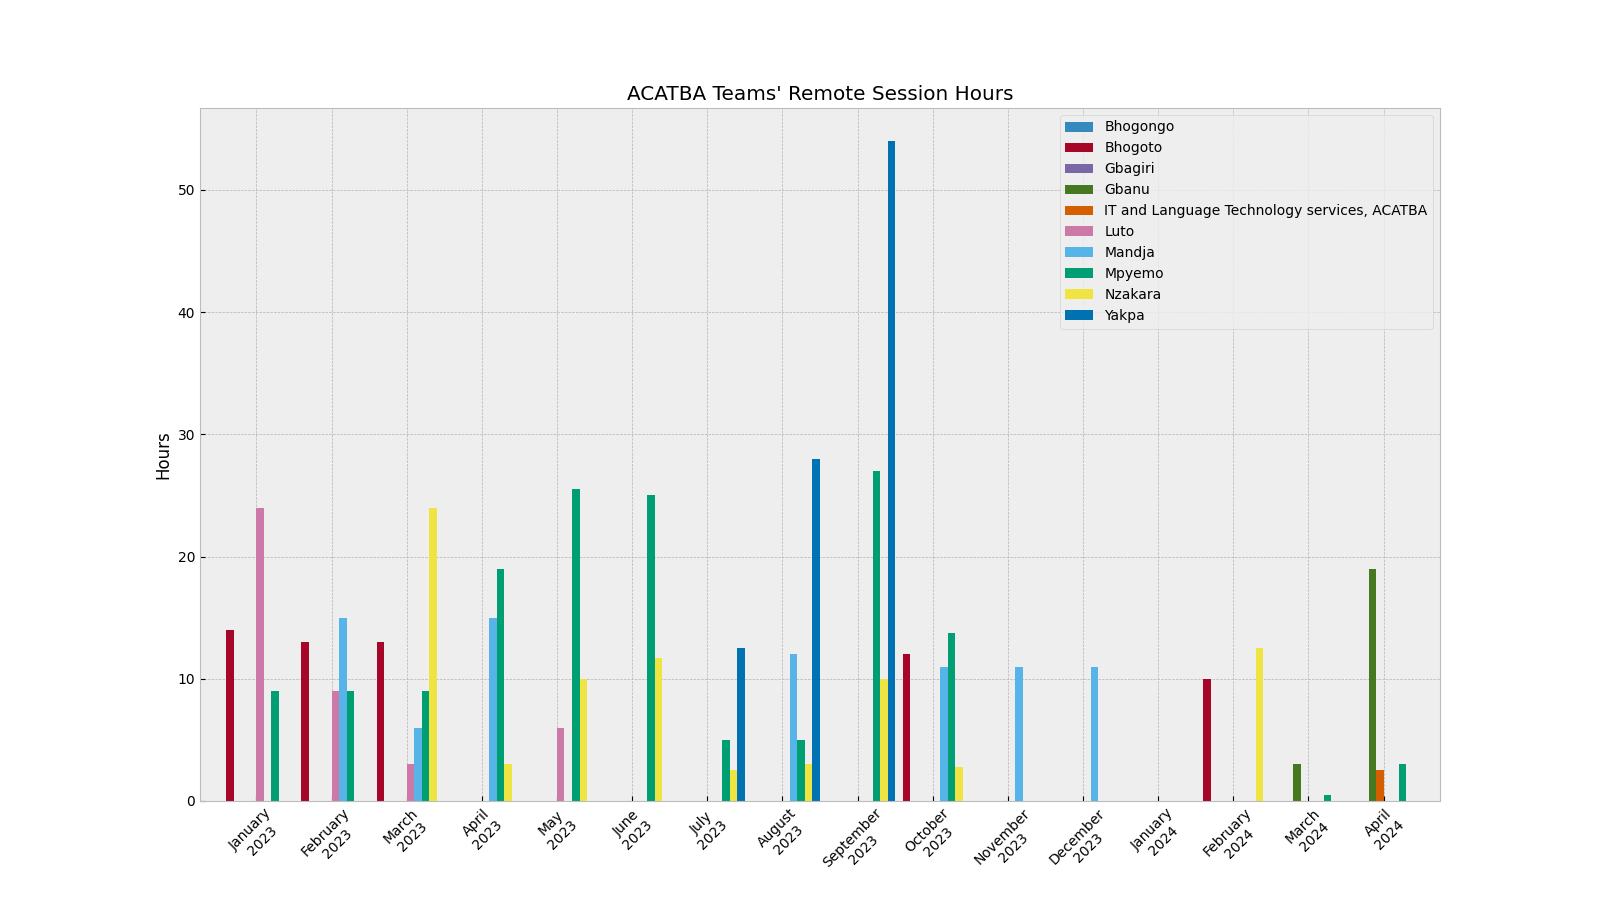 ACATBA Teams' Remote Session Hours
Bhogongo
Bhogoto
Gbagiri
Gbanu
IT and Language Technology services, ACATBA
Luto
Mandja
Mpyemo
Nzakara
Yakpa
Hours
50
40
30
20
10
0
January
2023
February
2023
March
2023
April
2023
May
2023
June
2023
July
2023
August
2023
September
2023
October
2023
November
2023
December
2023
January
2024
February
2024
March
2024
April
2024